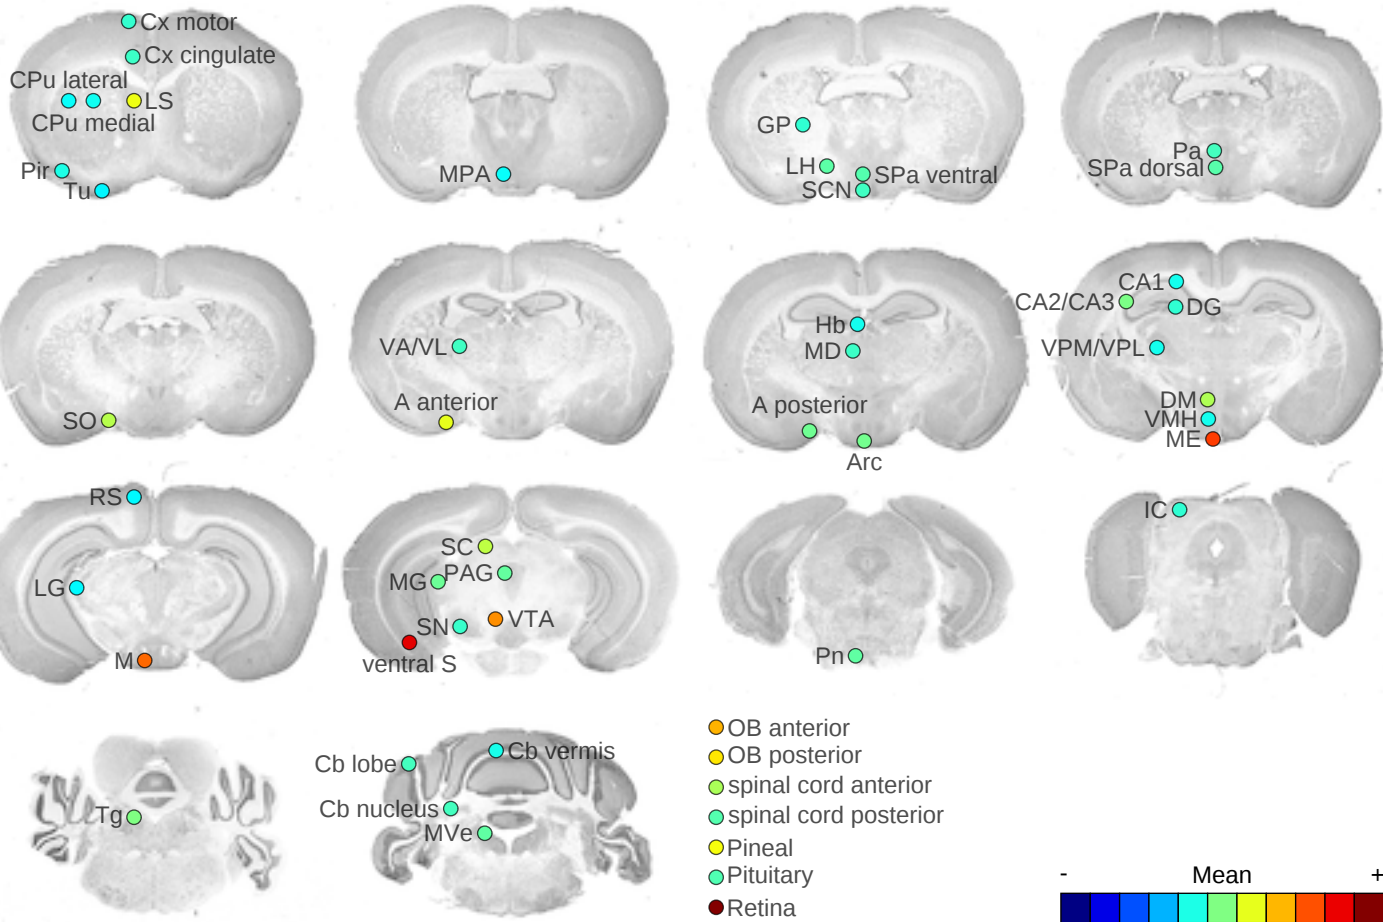 Cx motor
Cx cingulate
CPu lateral
LS
CPu medial
Pir
Tu
MPA
GP
LH
SPa ventral
SCN
Pa
SPa dorsal
SO
VA/VL
A anterior
Hb
MD
A posterior
Arc
CA1
CA2/CA3
DG
VPM/VPL
DM
VMH
ME
RS
LG
M
SC
MG
PAG
SN
VTA
ventral S
Pn
IC
Tg
Cb lobe
Cb vermis
Cb nucleus
MVe
OB anterior
OB posterior
spinal cord anterior
spinal cord posterior
Pineal
Pituitary
Retina
- Mean +